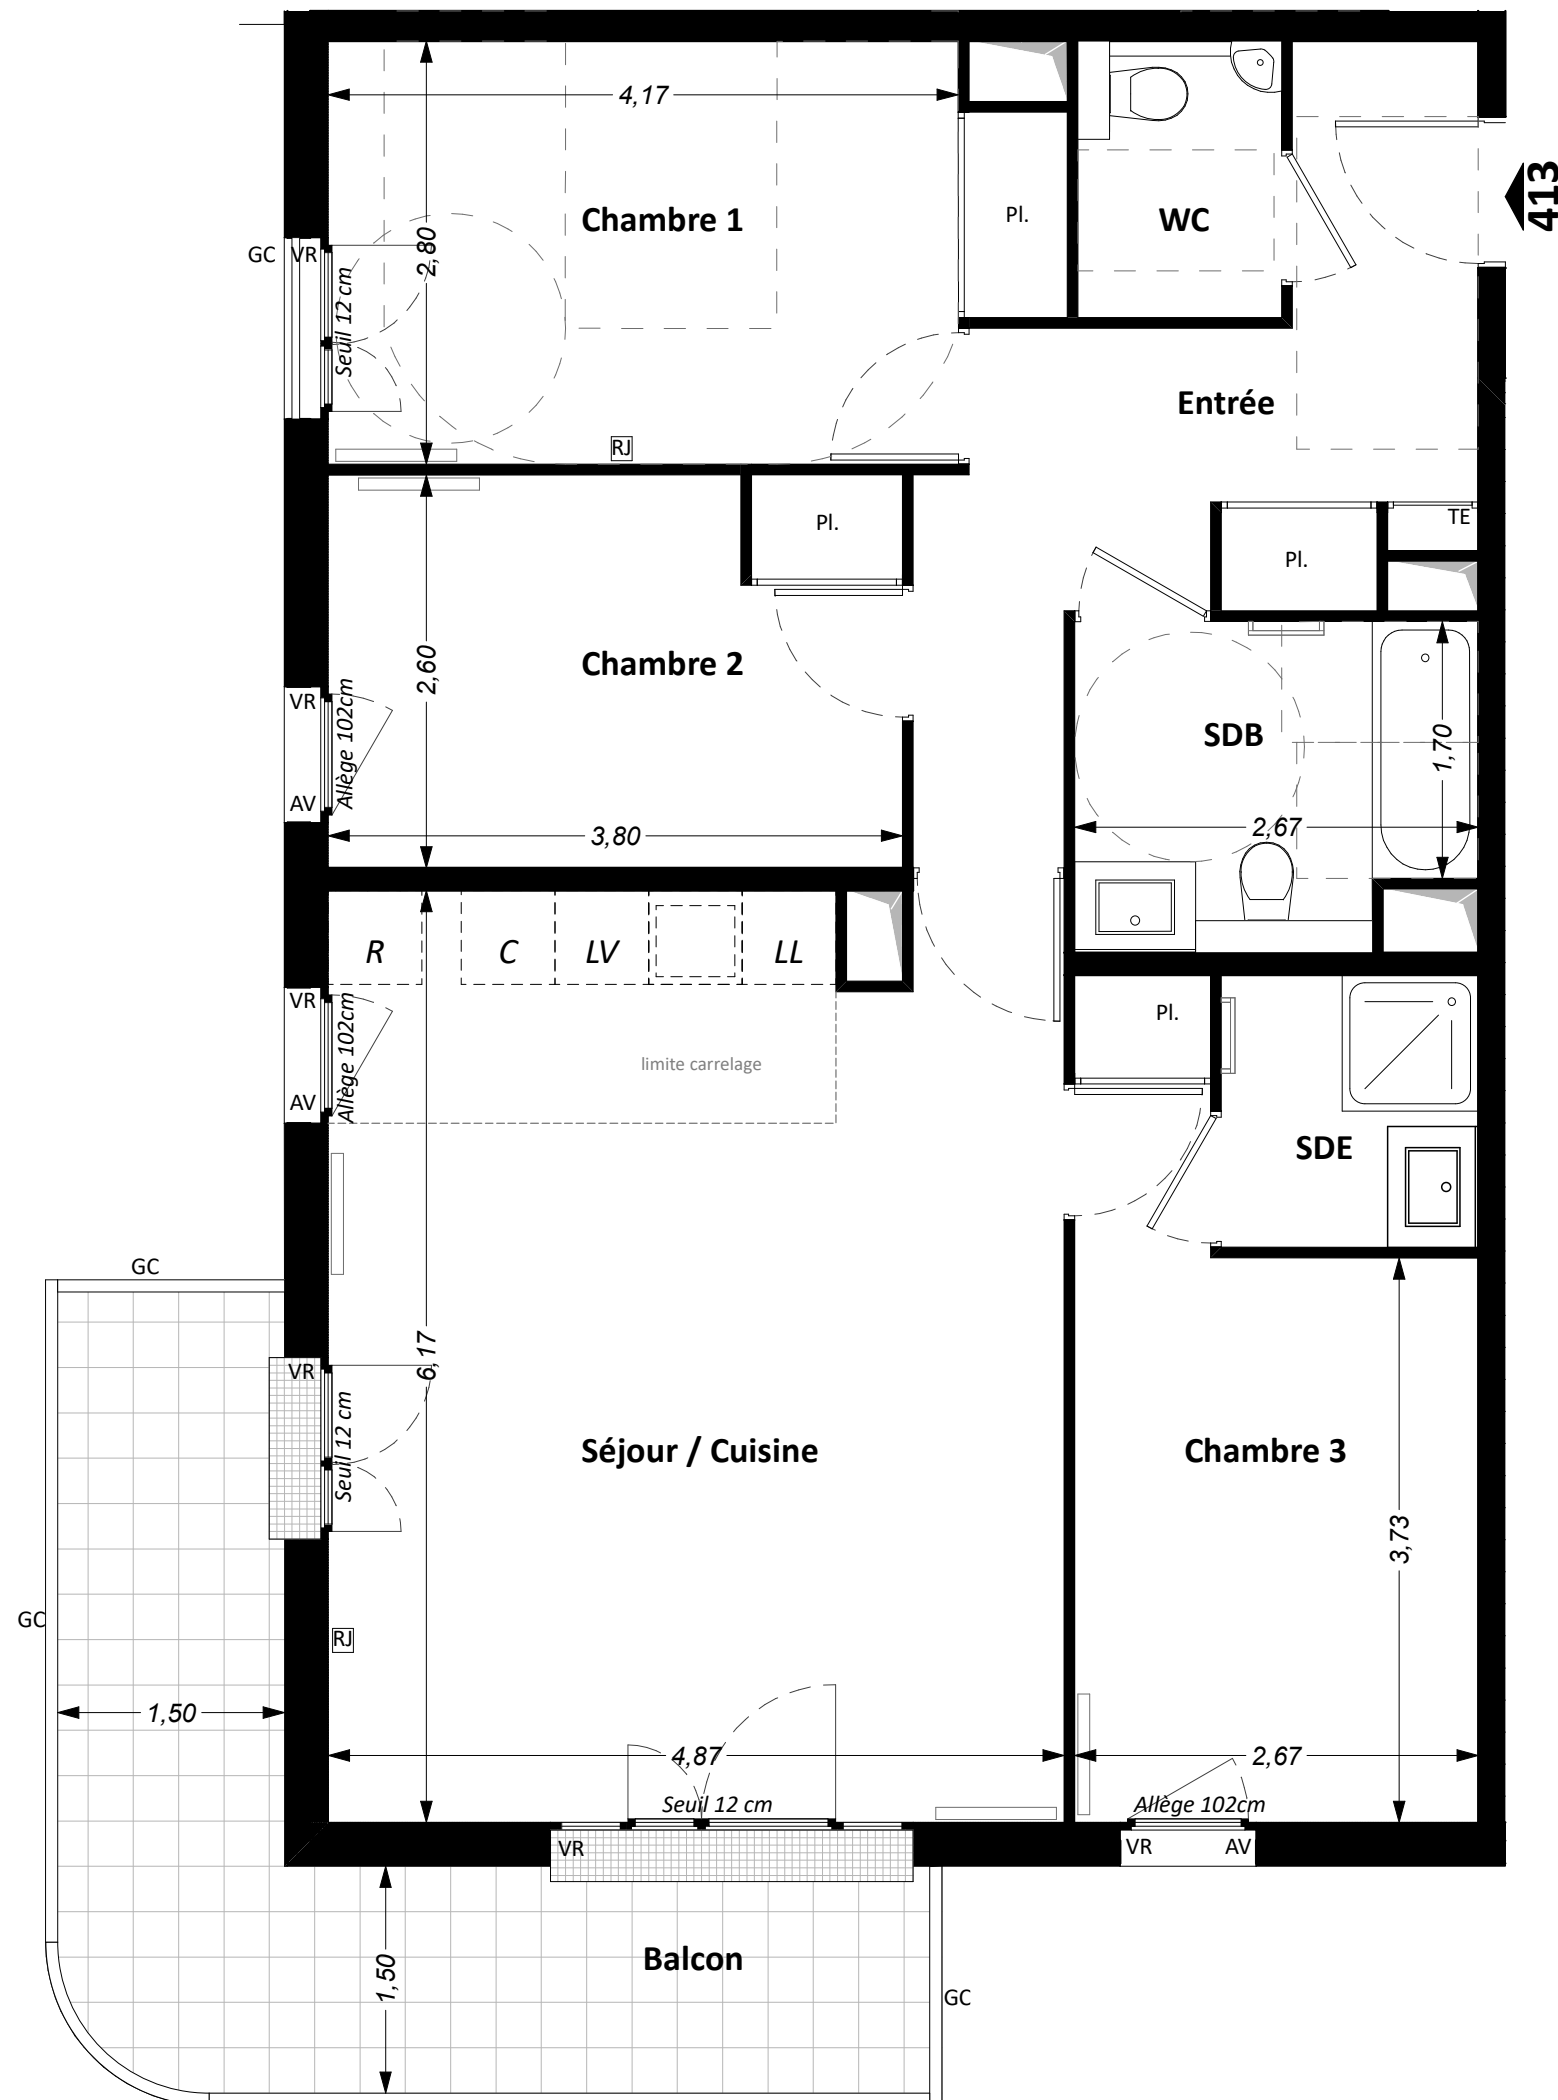 4,17
Chambre 1
Pl.
WC
413
GC
VR
2,80
Seuil 12 cm
Entrée
RJ
Pl.
TE
Pl.
2,60
Chambre 2
VR
Allège 102cm
AV
SDB
1,70
3,80
2,67
R
C
LV
LL
VR
Allège 102cm
AV
Pl.
limite carrelage
SDE
GC
6,17
VR
Seuil 12 cm
Séjour / Cuisine
Chambre 3
3,73
GC
RJ
1,50
4,87
2,67
Seuil 12 cm
Allège 102cm
VR
VR
AV
Balcon
1,50
GC